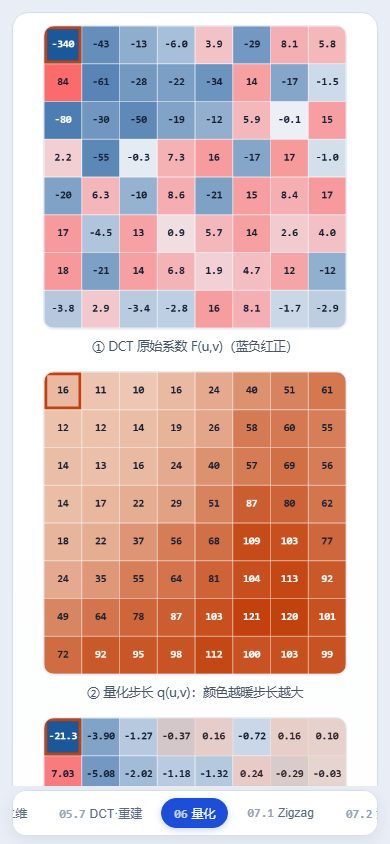 -340 -43 -13 -6.0 3.9 -29 8.1 5.8
84 -61 -28 -22 -34 14 -17 -1.5
-80 -30 -50 -19 -12 5.9 -0.1 15
2.2 -55 -0.3 7.3 16 -17 17 -1.0
-20 6.3 -10 8.6 -21 15 8.4 17
17 -4.5 13 0.9 5.7 14 2.6 4.0
18 -21 14 6.8 1.9 4.7 12 -12
-3.8 2.9 -3.4 -2.8 16 8.1 -1.7 -2.9
① DCT 原始系数 F(u,v)（蓝负红正）
16 11 10 16 24 40 51 61
12 12 14 19 26 58 60 55
14 13 16 24 40 57 69 56
14 17 22 29 51 87 80 62
18 22 37 56 68 109 103 77
24 35 55 64 81 104 113 92
49 64 78 87 103 121 120 101
72 92 95 98 112 100 103 99
② 量化步长 q(u,v)：颜色越暖步长越大
-21.3 -3.90 -1.27 -0.37 0.16 -0.72 0.16 0.10
7.03 -5.08 -2.02 -1.18 -1.32 0.24 -0.29 -0.03
维 05.7 DCT·重建 06 量化 07.1 Zigzag 07.2